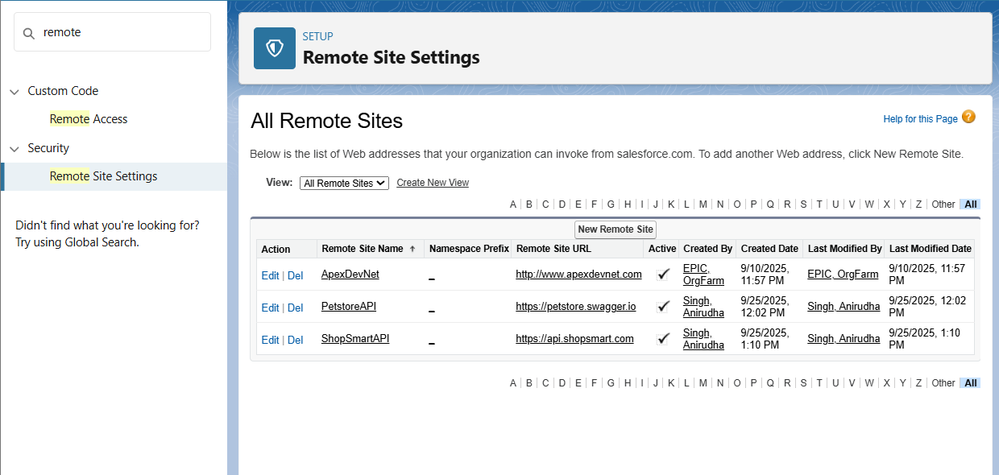 remote
Custom Code
Remote Access
Security
Remote Site Settings
Didn't find what you're looking for?
Try using Global Search.
SETUP
Remote Site Settings
All Remote Sites
Help for this Page ?
Below is the list of Web addresses that your organization can invoke from salesforce.com. To add another Web address, click New Remote Site.
View: All Remote Sites Create New View
A | B | C | D | E | F | G | H | I | J | K | L | M | N | O | P | Q | R | S | T | U | V | W | X | Y | Z | Other | All
New Remote Site
Action Remote Site Name ↑ Namespace Prefix Remote Site URL Active Created By Created Date Last Modified By Last Modified Date
Edit | Del ApexDevNet _ http://www.apexdevnet.com ✓ EPIC, OrgFarm 9/10/2025, 11:57 PM EPIC, OrgFarm 9/10/2025, 11:57 PM
Edit | Del PetstoreAPI _ https://petstore.swagger.io ✓ Singh, Anirudha 9/25/2025, 12:02 PM Singh, Anirudha 9/25/2025, 12:02 PM
Edit | Del ShopSmartAPI _ https://api.shopsmart.com ✓ Singh, Anirudha 9/25/2025, 1:10 PM Singh, Anirudha 9/25/2025, 1:10 PM
A | B | C | D | E | F | G | H | I | J | K | L | M | N | O | P | Q | R | S | T | U | V | W | X | Y | Z | Other | All